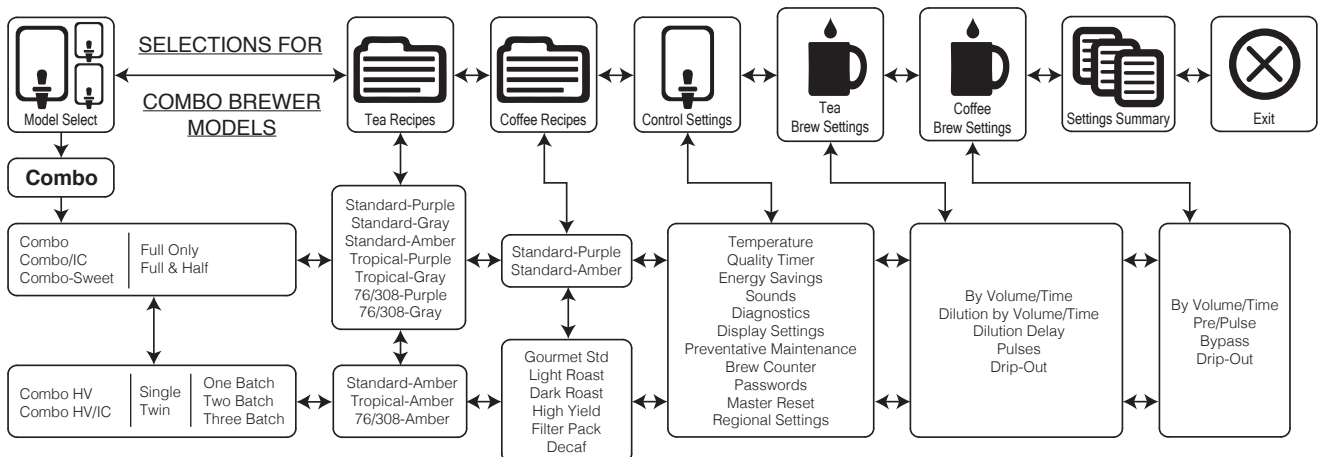 SELECTIONS FOR
COMBO BREWER
MODELS
Model Select
Tea Recipes
Coffee Recipes
Control Settings
Tea
Brew Settings
Coffee
Brew Settings
Settings Summary
Exit
Combo
Combo
Combo/IC
Combo-Sweet
Full Only
Full & Half
Standard-Purple
Standard-Gray
Standard-Amber
Tropical-Purple
Tropical-Gray
76/308-Purple
76/308-Gray
Standard-Purple
Standard-Amber
Temperature
Quality Timer
Energy Savings
Sounds
Diagnostics
Display Settings
Preventative Maintenance
Brew Counter
Passwords
Master Reset
Regional Settings
By Volume/Time
Dilution by Volume/Time
Dilution Delay
Pulses
Drip-Out
By Volume/Time
Pre/Pulse
Bypass
Drip-Out
Combo HV
Combo HV/IC
Single
Twin
One Batch
Two Batch
Three Batch
Standard-Amber
Tropical-Amber
76/308-Amber
Gourmet Std
Light Roast
Dark Roast
High Yield
Filter Pack
Decaf